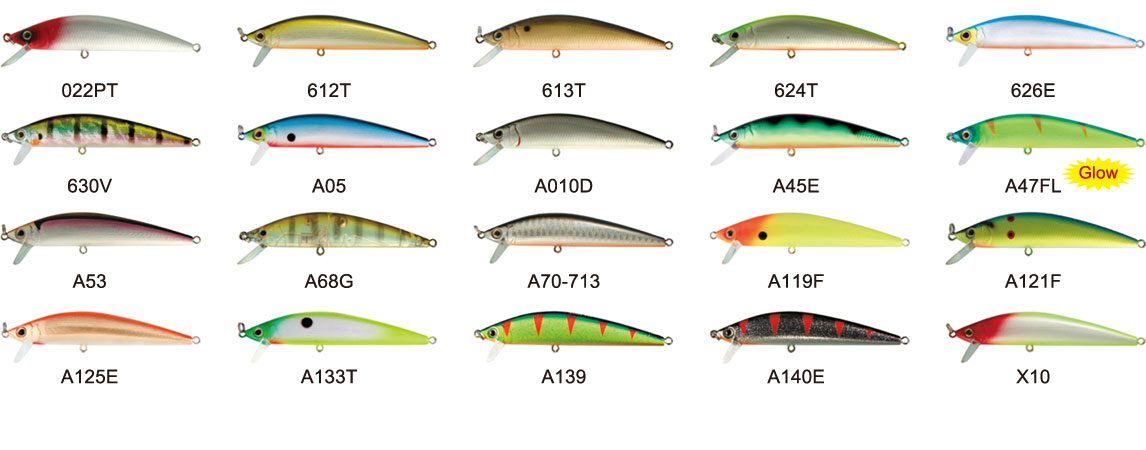 022PT
612T
613T
624T
626E
630V
A05
A010D
A45E
A47FL
Glow
A53
A68G
A70-713
A119F
A121F
A125E
A133T
A139
A140E
X10